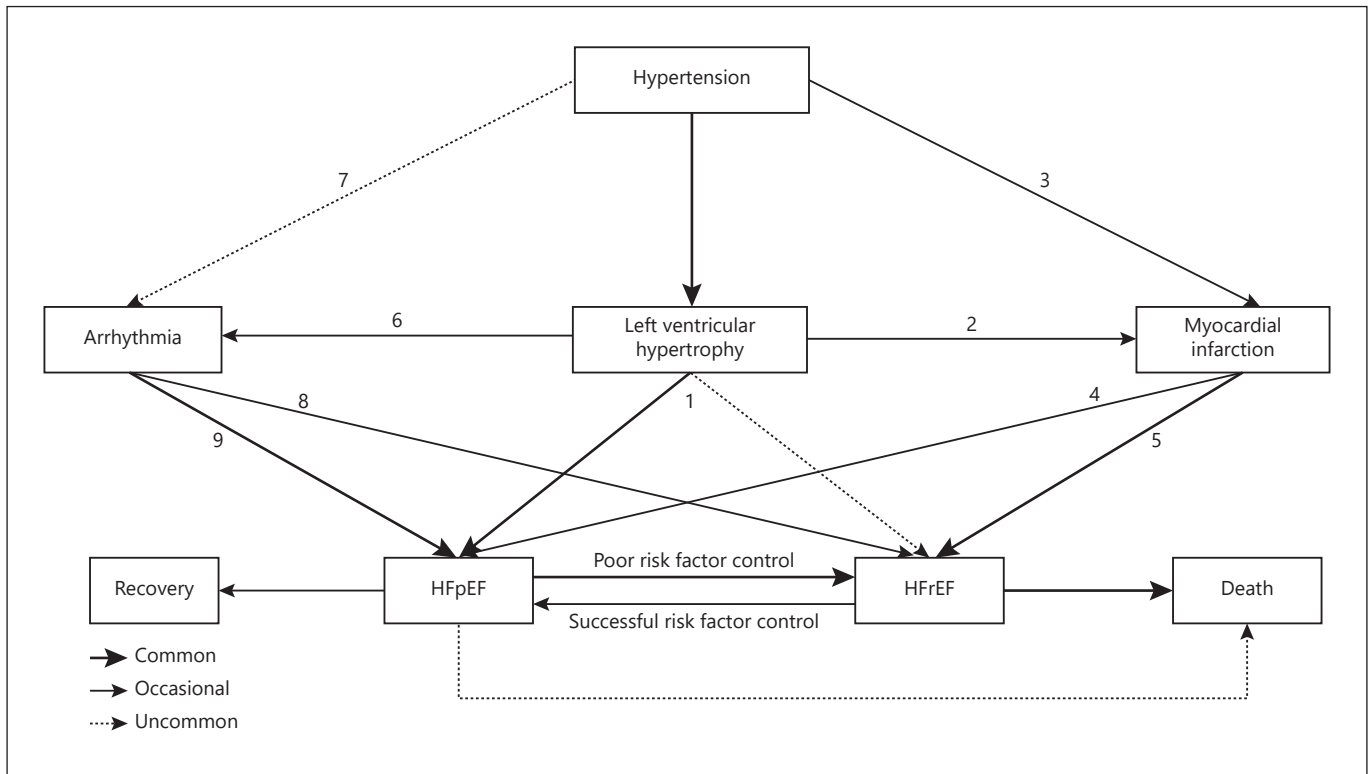 Hypertension
7
3
Arrhythmia
6
Left ventricular
hypertrophy
2
Myocardial
infarction
8
1
4
9
5
Recovery
HFpEF
Poor risk factor control
Successful risk factor control
HFrEF
Death
Common
Occasional
Uncommon